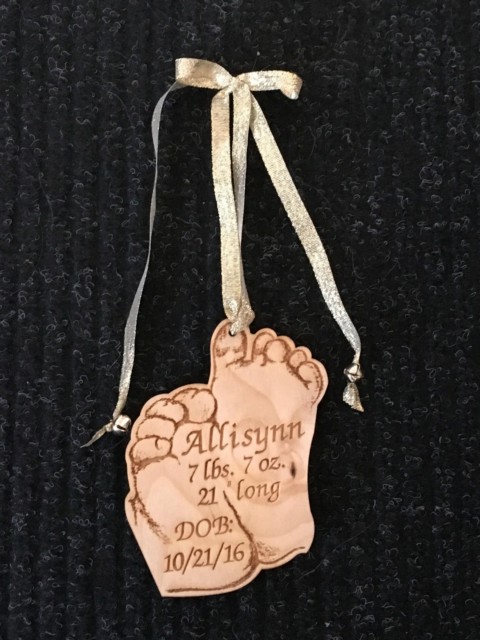 Allisynn
7 lbs. 7 oz.
21 " long
DOB:
10/21/16